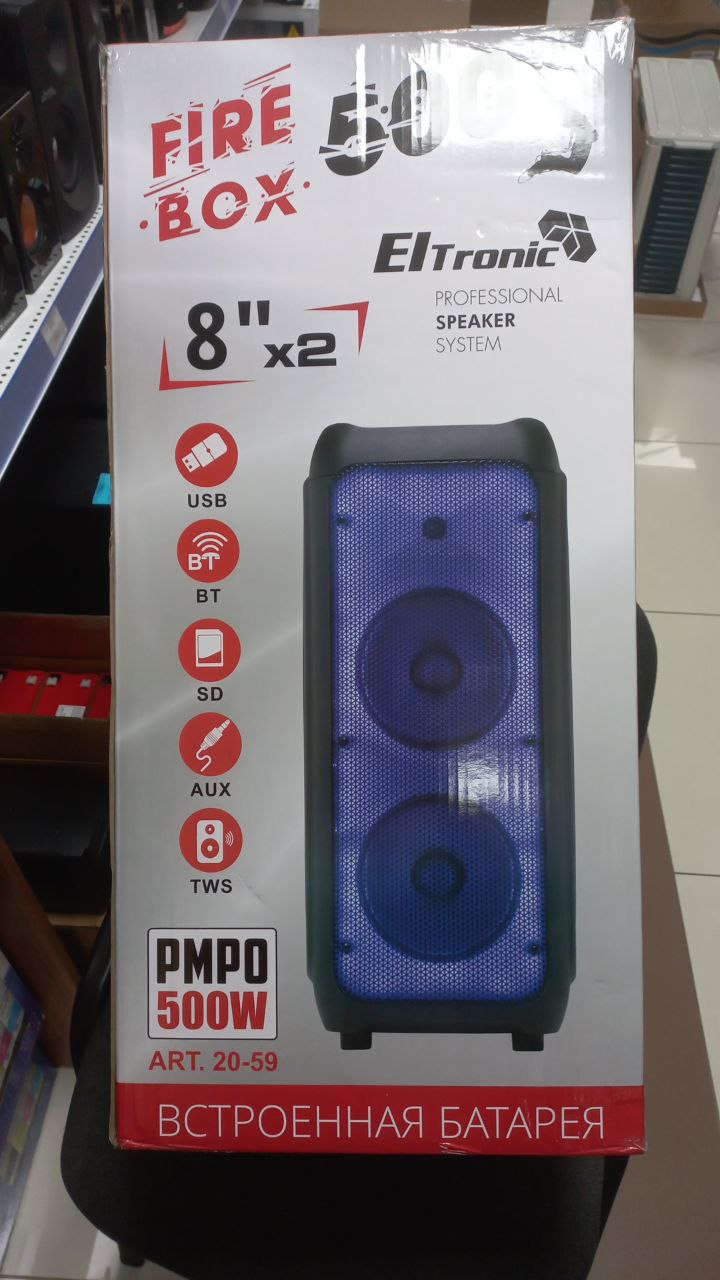 FIRE
BOX
500
ElTronic
PROFESSIONAL
SPEAKER
SYSTEM
8" x2
USB
BT
BT
SD
AUX
TWS
PMPO
500W
ART. 20-59
ВСТРОЕННАЯ БАТАРЕЯ